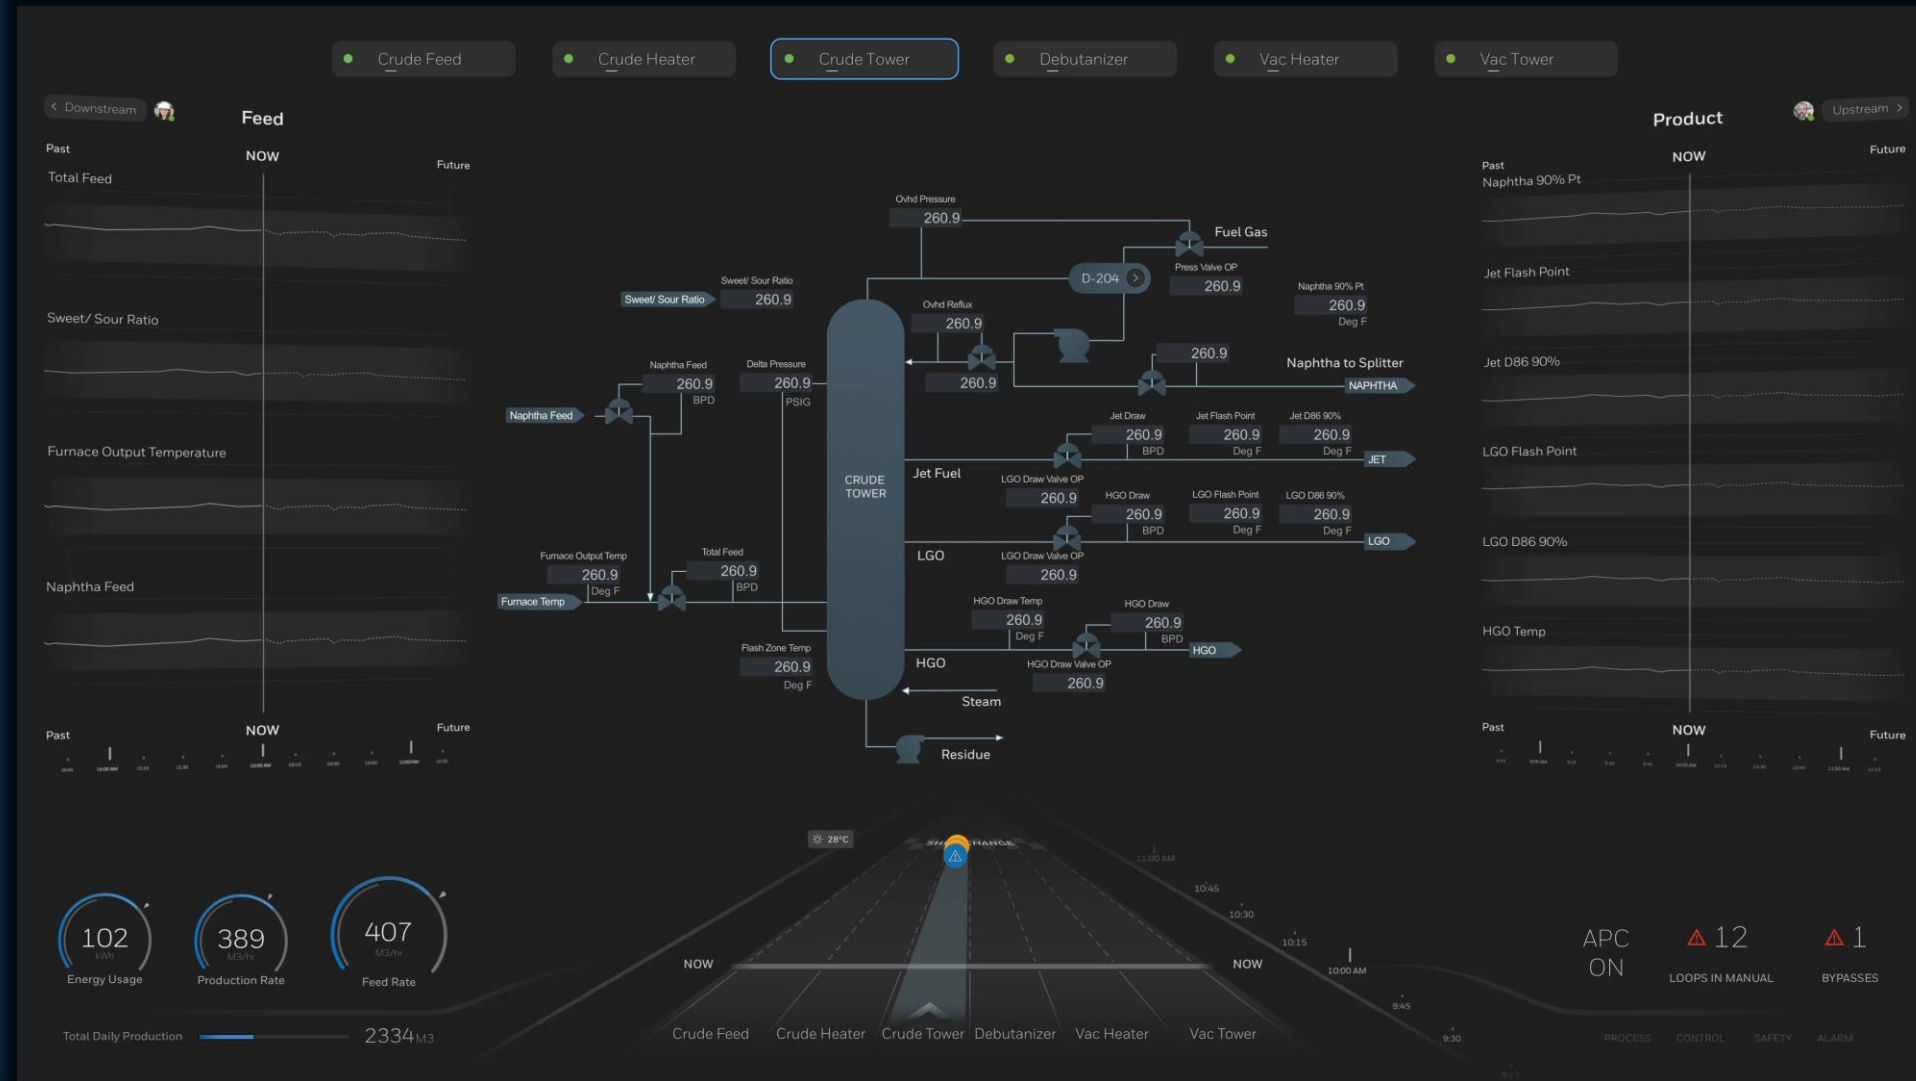 Crude Feed
Crude Heater
Crude Tower
Debutanizer
Vac Heater
Vac Tower
< Downstream
Feed
Past
NOW
Future
Total Feed
Sweet/ Sour Ratio
Furnace Output Temperature
Naphtha Feed
Past
NOW
Future
10:00 AM
Ovhd Pressure
260.9
Fuel Gas
D-204 >
Press Valve OP
260.9
Sweet/ Sour Ratio
Sweet/ Sour Ratio
260.9
Naphtha 90% Pt
260.9
Deg F
Ovhd Reflux
260.9
260.9
260.9
Naphtha to Splitter
NAPHTHA
Naphtha Feed
260.9
BPD
Delta Pressure
260.9
PSIG
Naphtha Feed
CRUDE
TOWER
Jet Draw
260.9
BPD
Jet Flash Point
260.9
Deg F
Jet D86 90%
260.9
Deg F
JET
Jet Fuel
LGO Draw Valve OP
260.9
HGO Draw
260.9
BPD
LGO Flash Point
260.9
Deg F
LGO D86 90%
260.9
Deg F
LGO
LGO
LGO Draw Valve OP
260.9
Furnace Output Temp
260.9
Deg F
Total Feed
260.9
BPD
Furnace Temp
HGO Draw Temp
260.9
Deg F
HGO Draw
260.9
BPD
HGO
HGO
HGO Draw Valve OP
260.9
Flash Zone Temp
260.9
Deg F
Steam
Residue
Product
Upstream >
Past
NOW
Future
Naphtha 90% Pt
Jet Flash Point
Jet D86 90%
LGO Flash Point
LGO D86 90%
HGO Temp
Past
NOW
Future
102
kWh
Energy Usage
389
M3/hr
Production Rate
407
M3/hr
Feed Rate
Total Daily Production
2334 M3
28°C
NOW
NOW
11:00 AM
10:45
10:30
10:15
10:00 AM
9:45
9:30
9:15
Crude Feed
Crude Heater
Crude Tower
Debutanizer
Vac Heater
Vac Tower
APC
ON
12
LOOPS IN MANUAL
1
BYPASSES
PROCESS
CONTROL
SAFETY
ALARM